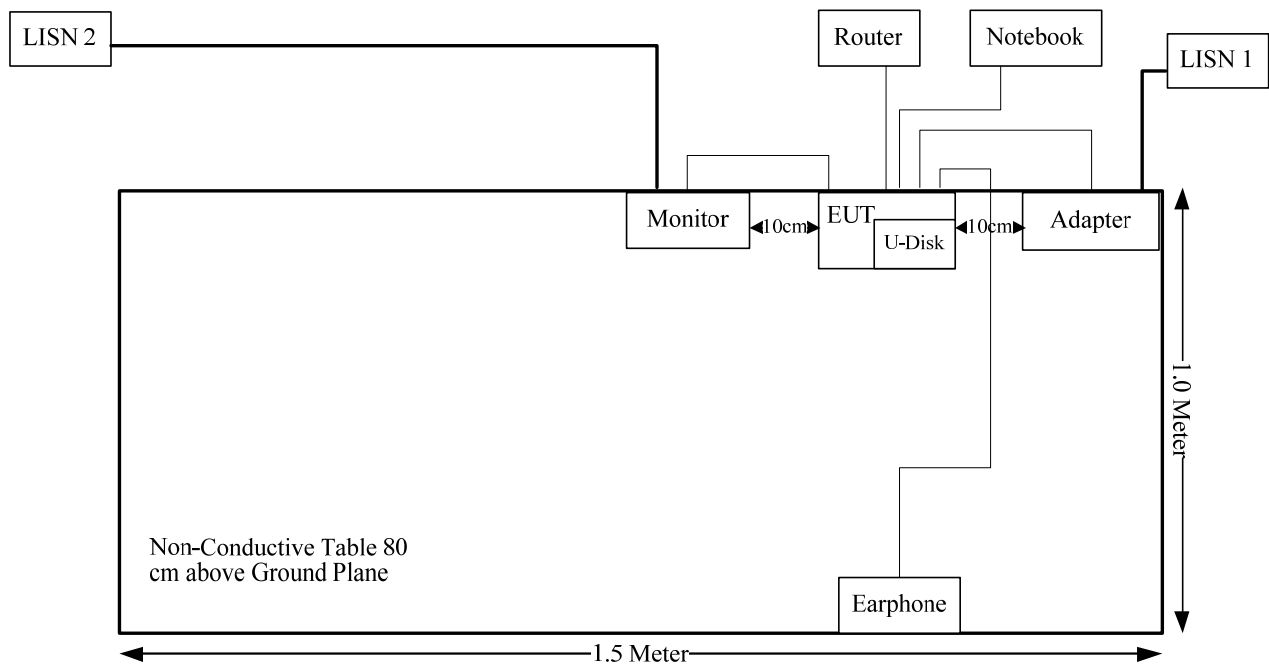 LISN 2
Router
Notebook
LISN 1
Monitor
10cm
EUT
U-Disk
10cm
Adapter
1.0 Meter
Non-Conductive Table 80
cm above Ground Plane
Earphone
1.5 Meter